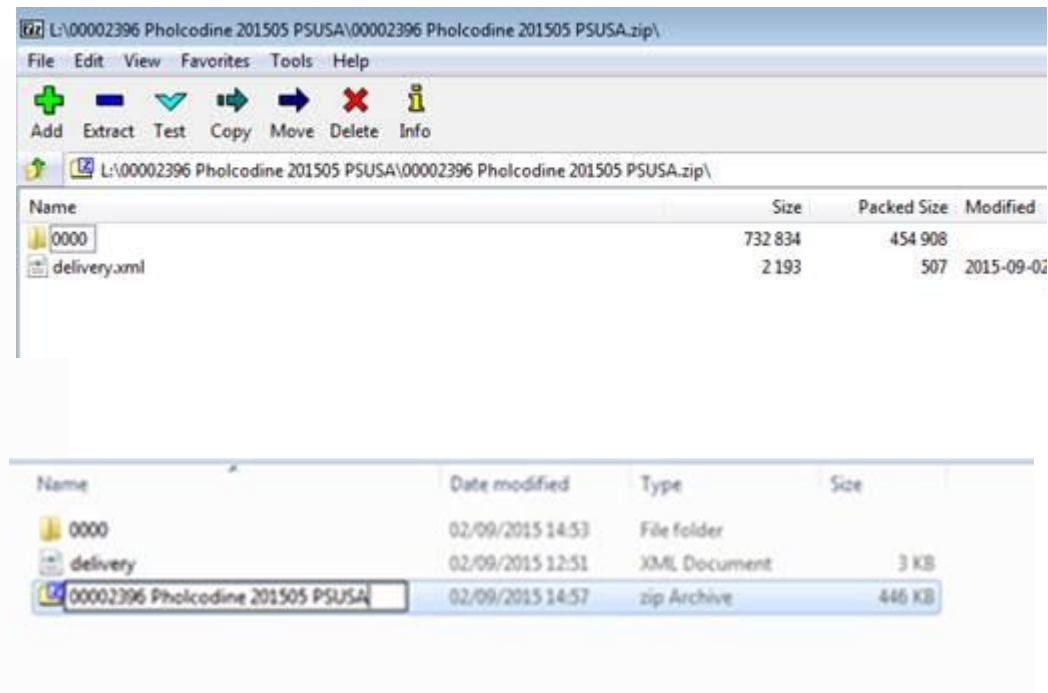 L:\00002396 Pholcodine 201505 PSUSA\00002396 Pholcodine 201505 PSUSA.zip\
File Edit View Favorites Tools Help
Add Extract Test Copy Move Delete Info
L:\00002396 Pholcodine 201505 PSUSA\00002396 Pholcodine 201505 PSUSA.zip\
Name Size Packed Size Modified
0000 732 834 454 908
delivery.xml 2 193 507 2015-09-02
Name Date modified Type Size
0000 02/09/2015 14:53 File folder
delivery 02/09/2015 12:51 XML Document 3 KB
00002396 Pholcodine 201505 PSUSA 02/09/2015 14:57 zip Archive 446 KB